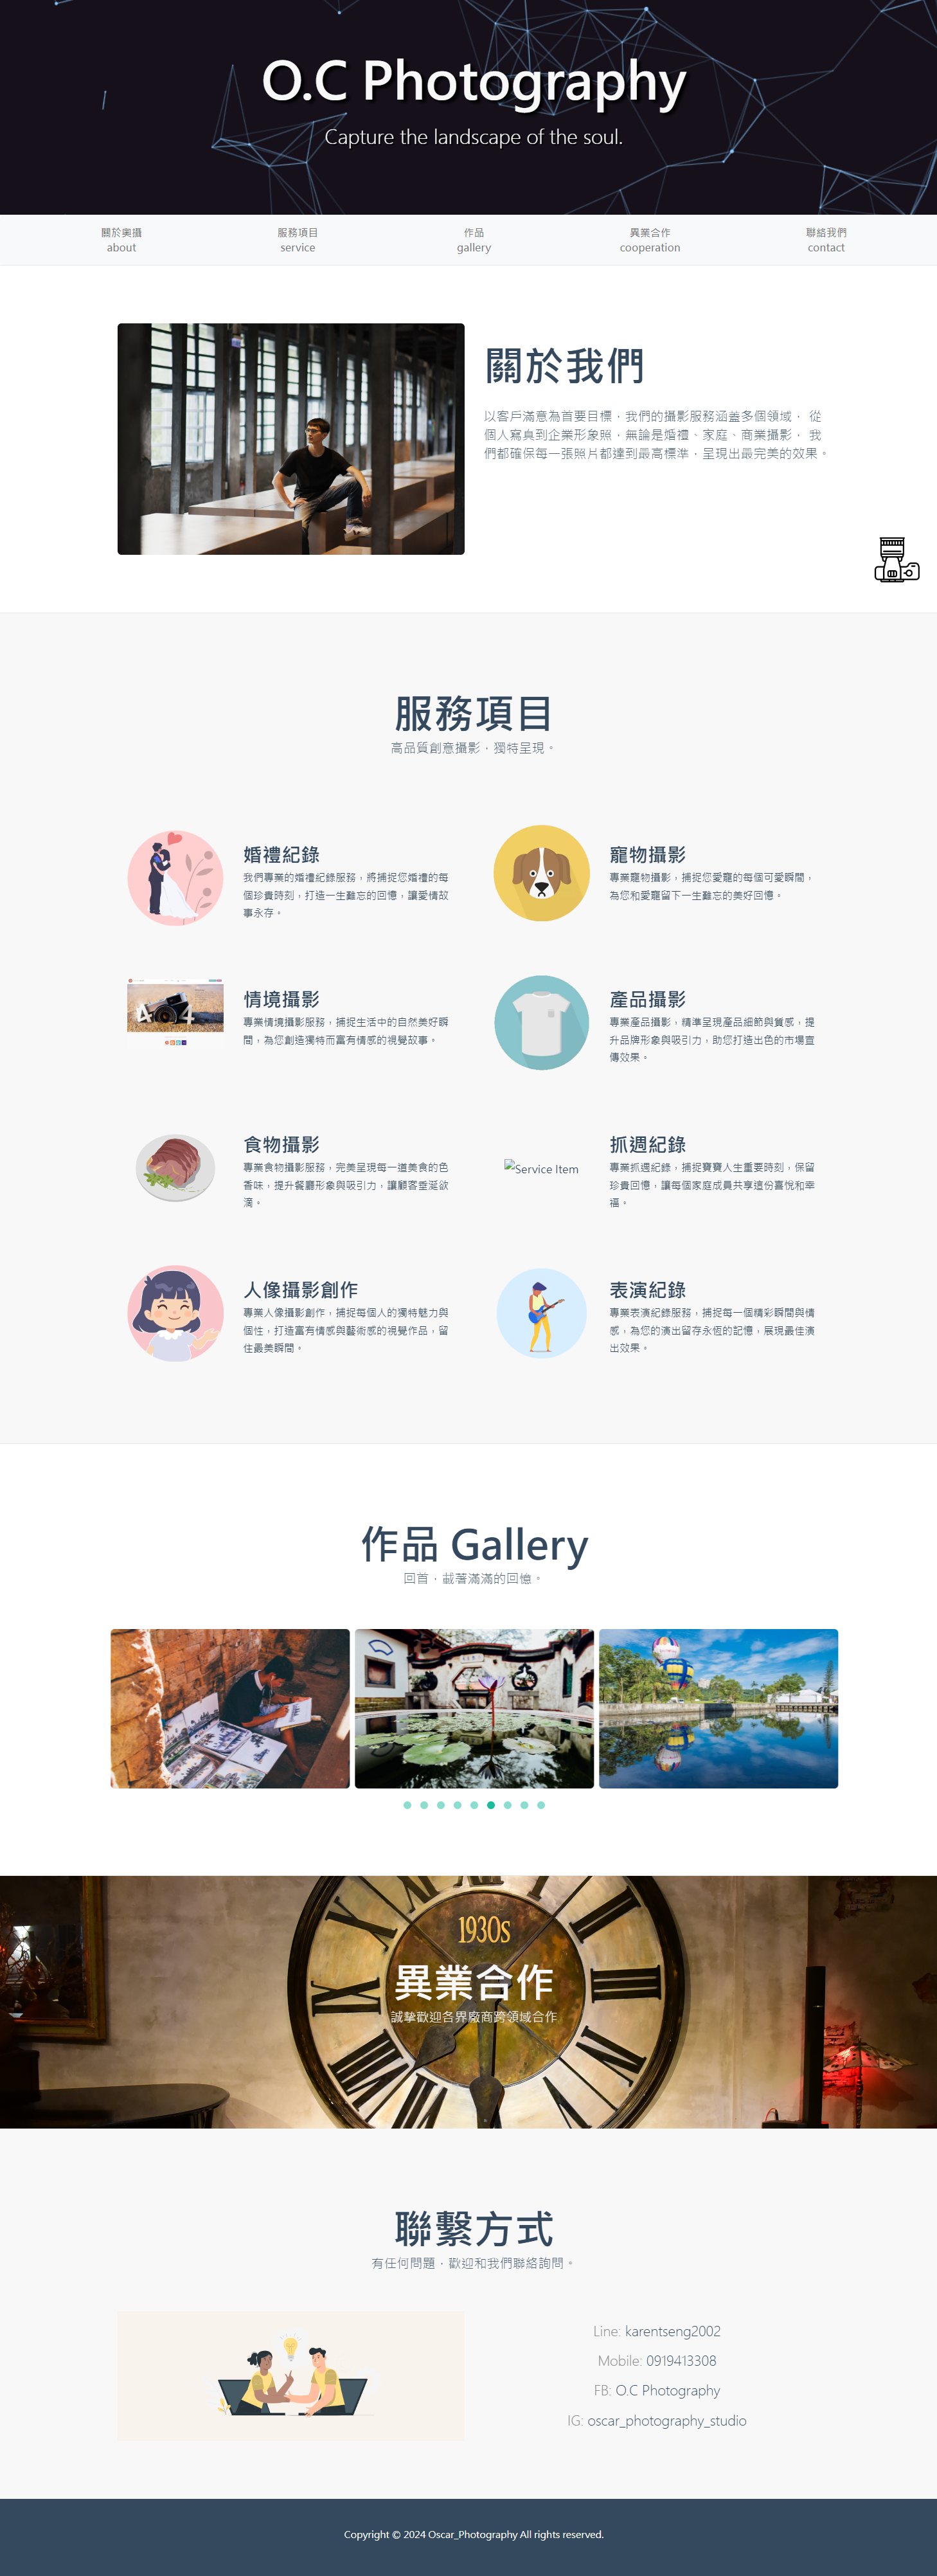 O.C Photography
Capture the landscape of the soul.
關於奧攝
about
服務項目
service
作品
gallery
異業合作
cooperation
聯絡我們
contact
關於我們
以客戶滿意為首要目標，我們的攝影服務涵蓋多個領域， 從
個人寫真到企業形象照，無論是婚禮、家庭、商業攝影， 我
們都確保每一張照片都達到最高標準，呈現出最完美的效果。
服務項目
高品質創意攝影，獨特呈現。
婚禮紀錄
我們專業的婚禮紀錄服務，將捕捉您婚禮的每
個珍貴時刻，打造一生難忘的回憶，讓愛情故
事永存。
寵物攝影
專業寵物攝影，捕捉您愛寵的每個可愛瞬間，
為您和愛寵留下一生難忘的美好回憶。
情境攝影
專業情境攝影服務，捕捉生活中的自然美好瞬
間，為您創造獨特而富有情感的視覺故事。
產品攝影
專業產品攝影，精準呈現產品細節與質感，提
升品牌形象與吸引力，助您打造出色的市場宣
傳效果。
食物攝影
專業食物攝影服務，完美呈現每一道美食的色
香味，提升餐廳形象與吸引力，讓顧客垂涎欲
滴。
Service Item
抓週紀錄
專業抓週紀錄，捕捉寶寶人生重要時刻，保留
珍貴回憶，讓每個家庭成員共享這份喜悅和幸
福。
人像攝影創作
專業人像攝影創作，捕捉每個人的獨特魅力與
個性，打造富有情感與藝術感的視覺作品，留
住最美瞬間。
表演紀錄
專業表演紀錄服務，捕捉每一個精彩瞬間與情
感，為您的演出留存永恆的記憶，展現最佳演
出效果。
作品 Gallery
回首，載著滿滿的回憶。
1930s
異業合作
誠摯歡迎各界廠商跨領域合作
聯繫方式
有任何問題，歡迎和我們聯絡詢問。
Line: karentseng2002
Mobile: 0919413308
FB: O.C Photography
IG: oscar_photography_studio
Copyright © 2024 Oscar_Photography All rights reserved.